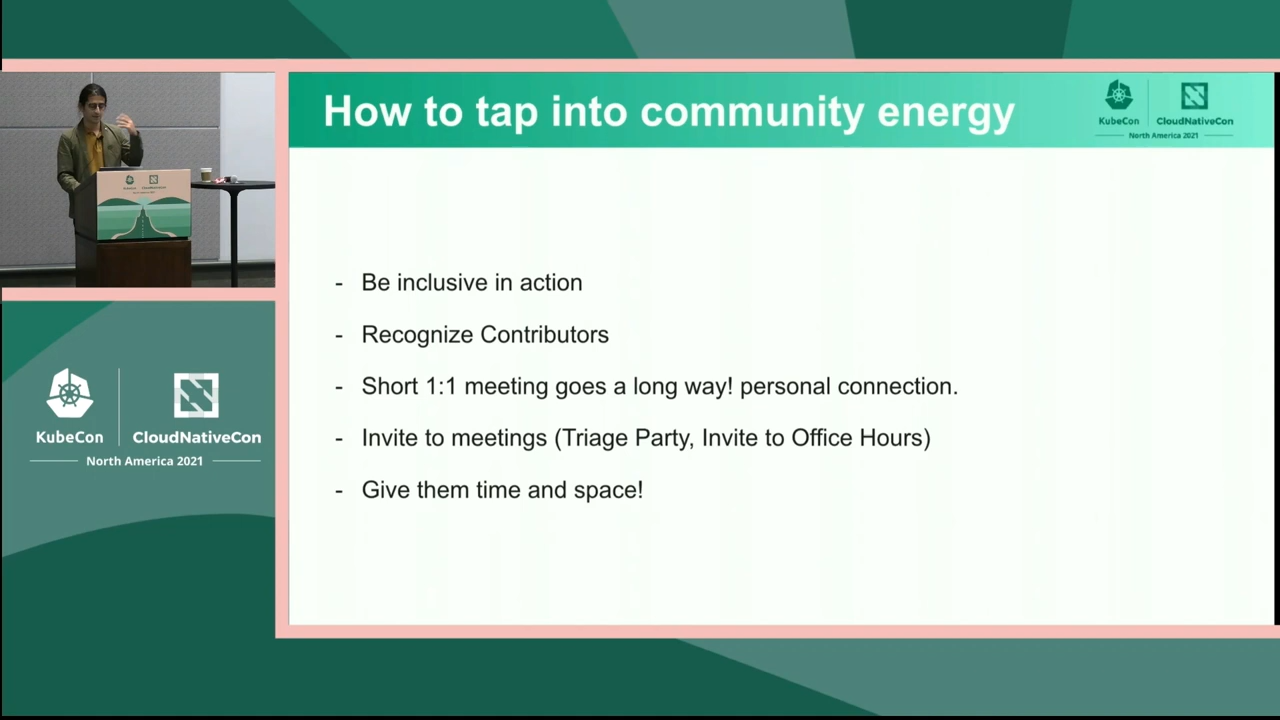 How to tap into community energy
KubeCon
CloudNativeCon
North America 2021
- Be inclusive in action
- Recognize Contributors
- Short 1:1 meeting goes a long way! personal connection.
- Invite to meetings (Triage Party, Invite to Office Hours)
- Give them time and space!
KubeCon
CloudNativeCon
North America 2021